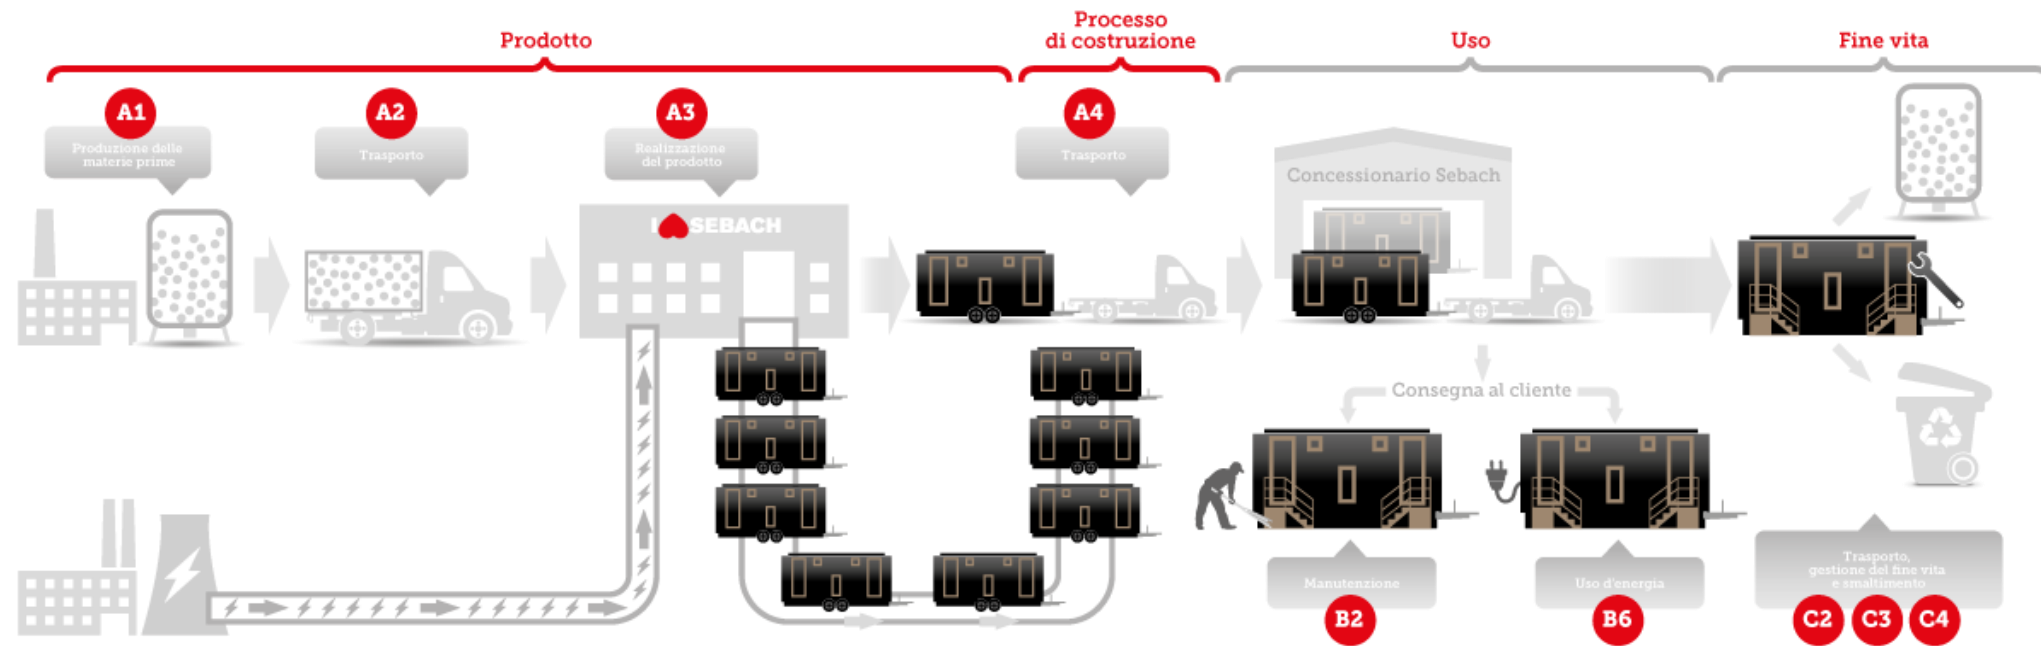 Prodotto
Processo
di costruzione
Uso
Fine vita
A1
Produzione delle
materie prime
A2
Trasporto
A3
Realizzazione
del prodotto
A4
Trasporto
I SEBACH
Concessionario Sebach
Consegna al cliente
Manutenzione
B2
Uso d'energia
B6
Trasporto,
gestione del fine vita
e smaltimento
C2 C3 C4